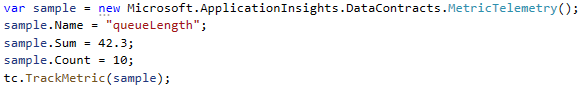 var sample = new Microsoft.ApplicationInsights.DataContracts.MetricTelemetry();
sample.Name = "queueLength";
sample.Sum = 42.3;
sample.Count = 10;
tc.TrackMetric(sample);